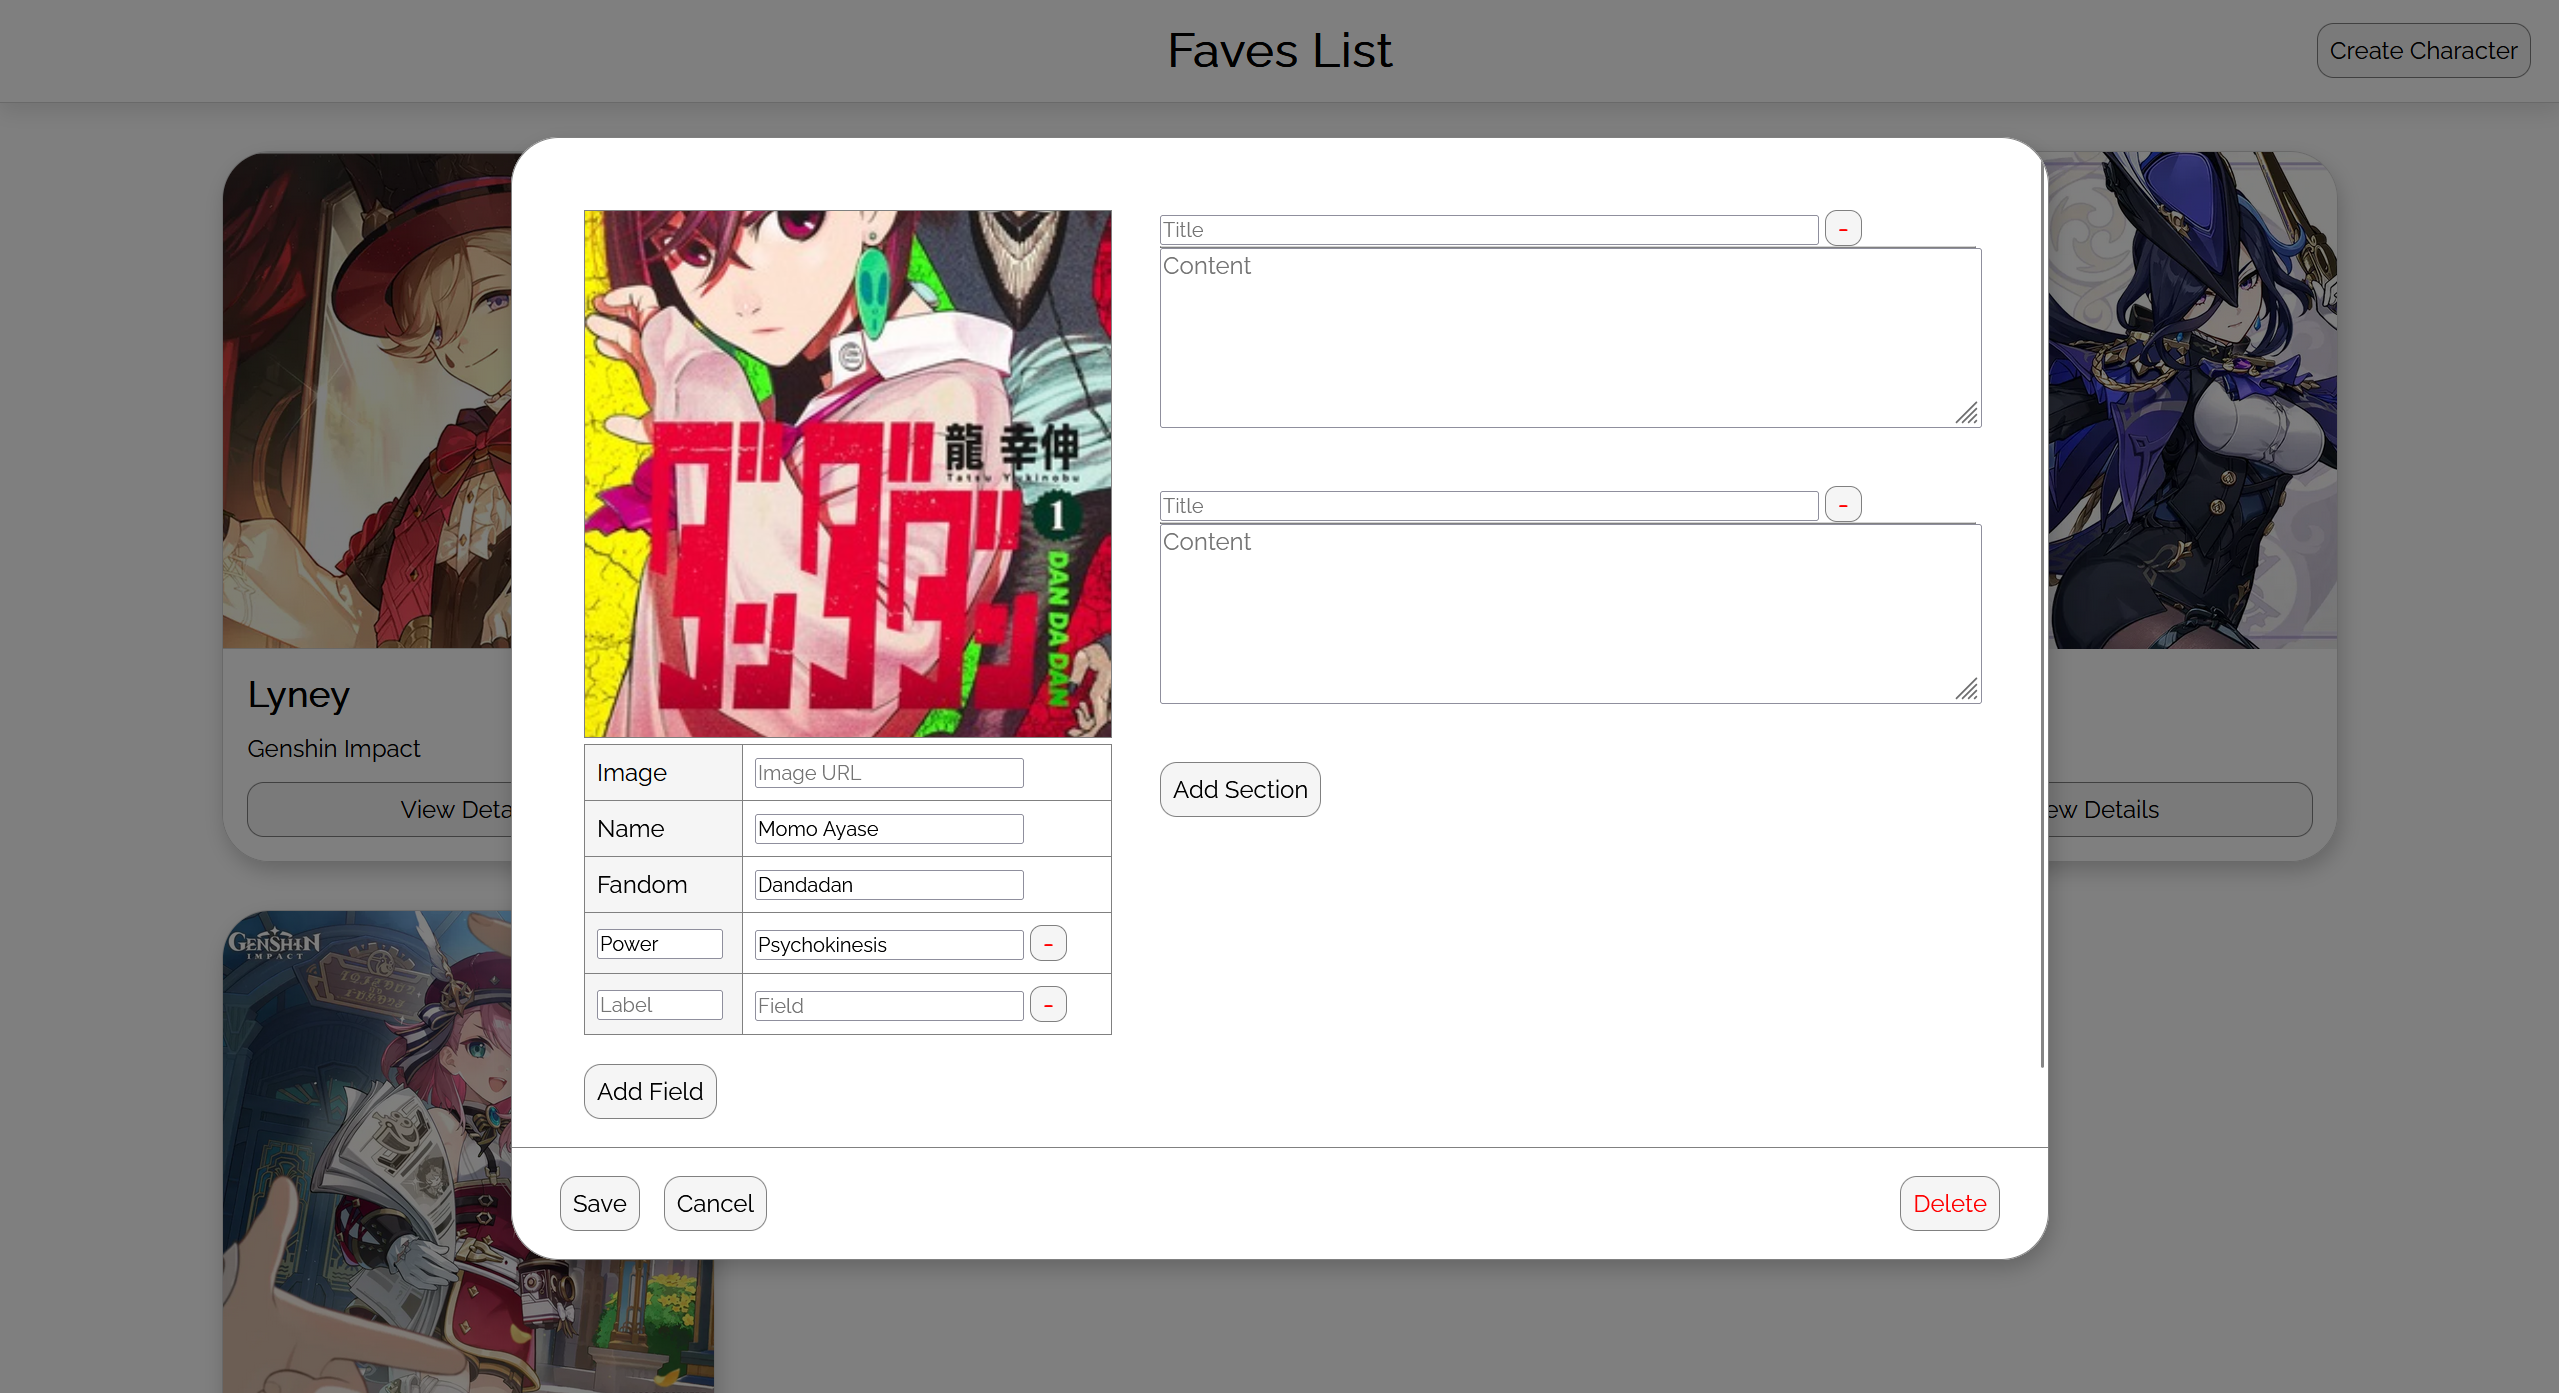 Faves List
Create Character
龍 幸伸
Tatsu Yukinobu
1
ダンダダン
DAN DA DAN
Image
Image URL
Name
Momo Ayase
Fandom
Dandadan
Power
Psychokinesis
-
Label
Field
-
Add Field
Title
-
Content
Title
-
Content
Add Section
Save
Cancel
Delete
Lyney
Genshin Impact
View Deta
ew Details
GENSHIN
IMPACT